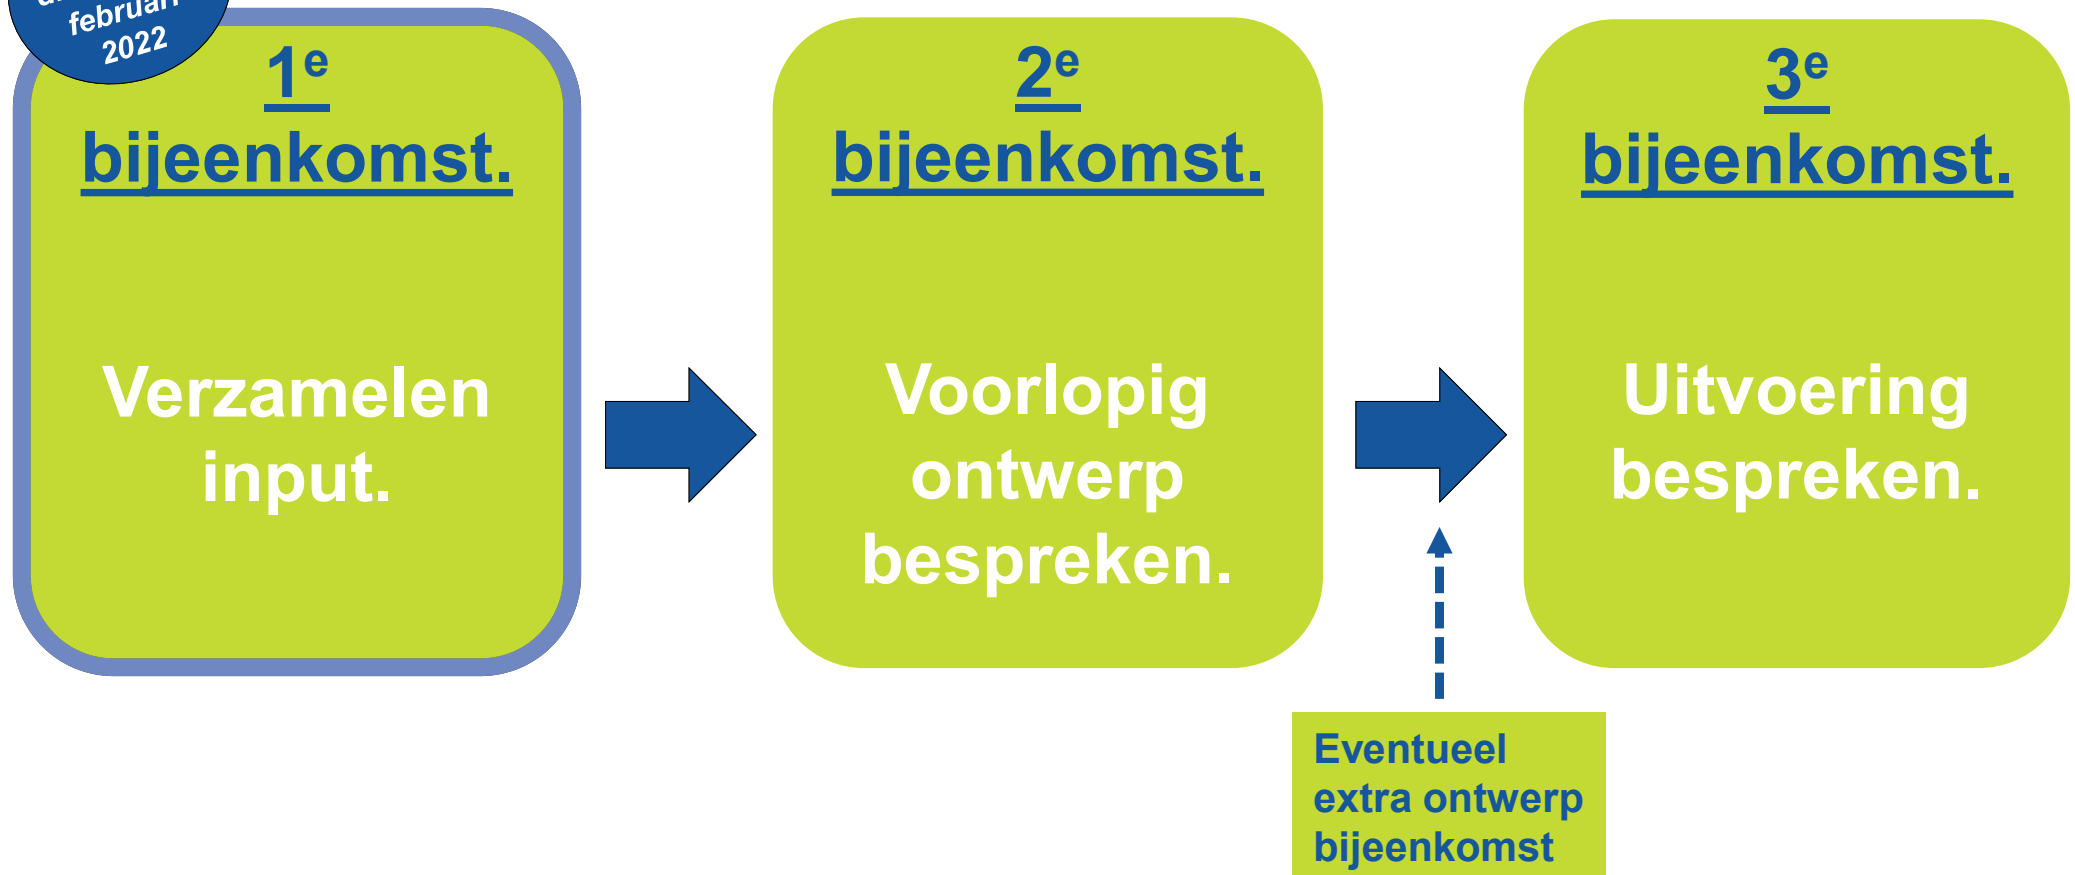 februari
2022
1e
bijeenkomst.
Verzamelen
input.
2e
bijeenkomst.
Voorlopig
ontwerp
bespreken.
3e
bijeenkomst.
Uitvoering
bespreken.
Eventueel
extra ontwerp
bijeenkomst